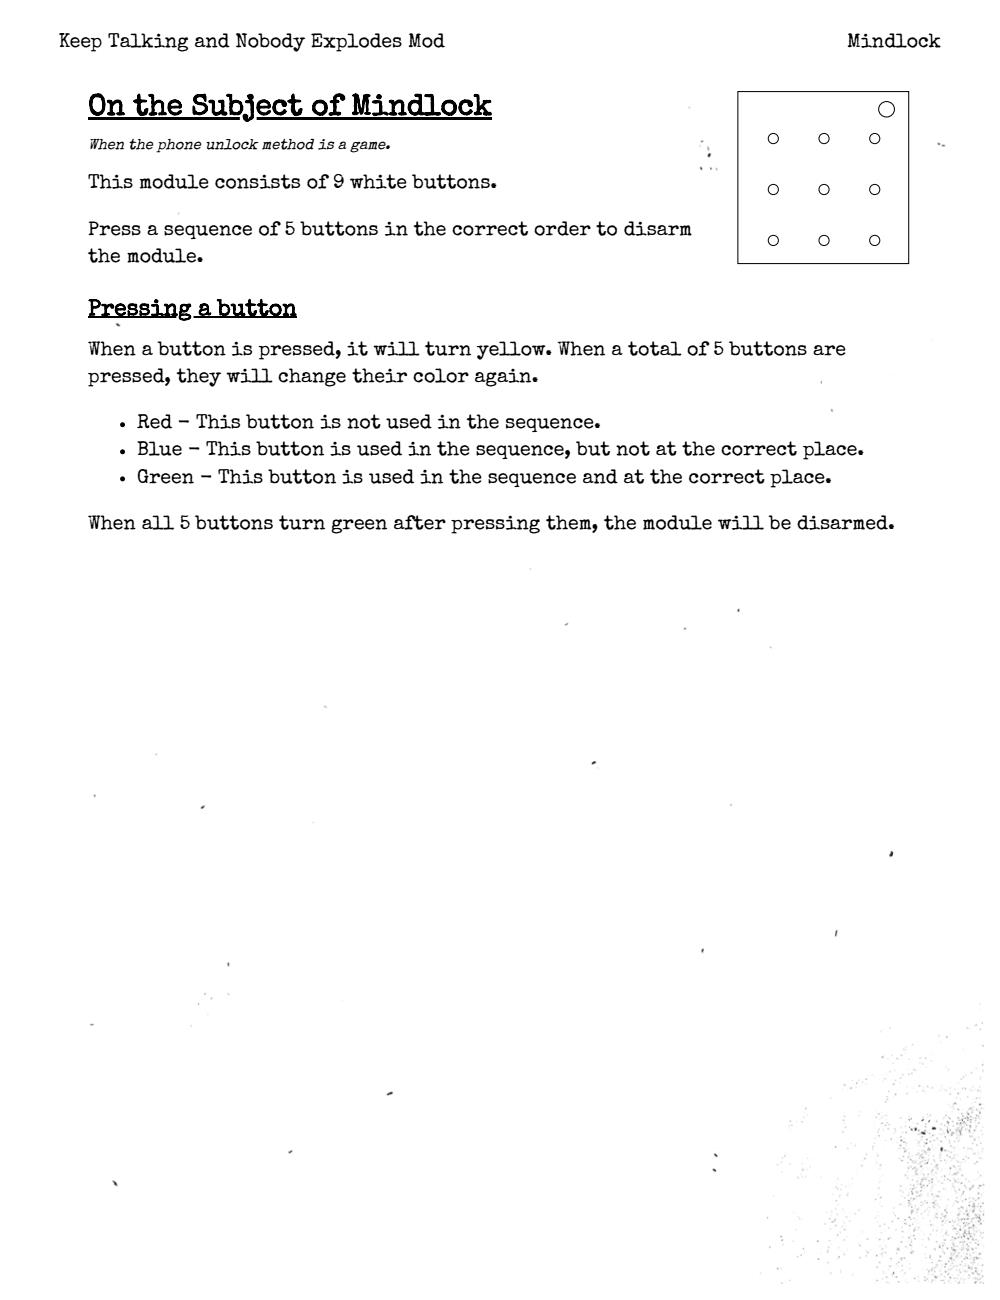 Keep Talking and Nobody Explodes Mod
Mindlock
On the Subject of Mindlock
When the phone unlock method is a game.
This module consists of 9 white buttons.
Press a sequence of 5 buttons in the correct order to disarm
the module.
Pressing a button
When a button is pressed, it will turn yellow. When a total of 5 buttons are
pressed, they will change their color again.
• Red – This button is not used in the sequence.
• Blue – This button is used in the sequence, but not at the correct place.
• Green – This button is used in the sequence and at the correct place.
When all 5 buttons turn green after pressing them, the module will be disarmed.